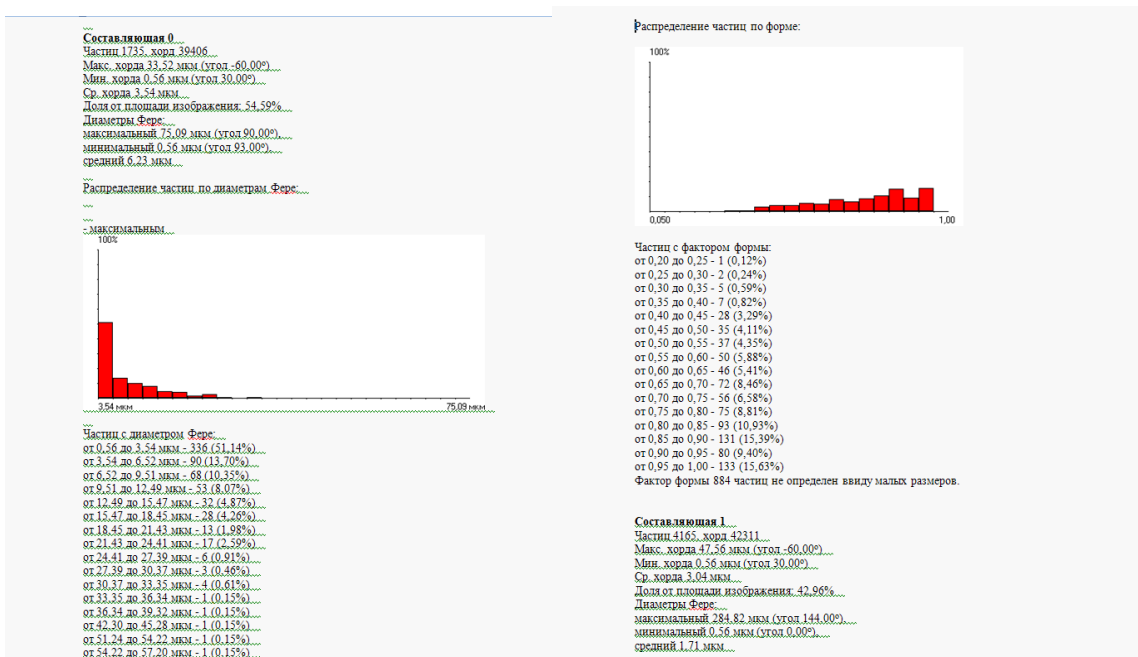 Составляющая 0
Частиц 1735, хорд 39406
Макс. хорда 33,52 мкм (угол -60,00º)
Мин. хорда 0,56 мкм (угол 30,00º)
Ср. хорда 3,54 мкм
Доля от площади изображения: 54,59%
Диаметры Фере:
максимальный 75,09 мкм (угол 90,00º),
минимальный 0,56 мкм (угол 93,00º),
средний 6,23 мкм
Распределение частиц по диаметрам Фере:
- максимальным
100%
3,54 мкм 75,09 мкм
Частиц с диаметром Фере:
от 0,56 до 3,54 мкм - 336 (51,14%)
от 3,54 до 6,52 мкм - 90 (13,70%)
от 6,52 до 9,51 мкм - 68 (10,35%)
от 9,51 до 12,49 мкм - 53 (8,07%)
от 12,49 до 15,47 мкм - 32 (4,87%)
от 15,47 до 18,45 мкм - 28 (4,26%)
от 18,45 до 21,43 мкм - 13 (1,98%)
от 21,43 до 24,41 мкм - 17 (2,59%)
от 24,41 до 27,39 мкм - 6 (0,91%)
от 27,39 до 30,37 мкм - 3 (0,46%)
от 30,37 до 33,35 мкм - 4 (0,61%)
от 33,35 до 36,34 мкм - 1 (0,15%)
от 36,34 до 39,32 мкм - 1 (0,15%)
от 42,30 до 45,28 мкм - 1 (0,15%)
от 51,24 до 54,22 мкм - 1 (0,15%)
от 54,22 до 57,20 мкм - 1 (0,15%)
Распределение частиц по форме:
100%
0,050 1,00
Частиц с фактором формы:
от 0,20 до 0,25 - 1 (0,12%)
от 0,25 до 0,30 - 2 (0,24%)
от 0,30 до 0,35 - 5 (0,59%)
от 0,35 до 0,40 - 7 (0,82%)
от 0,40 до 0,45 - 28 (3,29%)
от 0,45 до 0,50 - 35 (4,11%)
от 0,50 до 0,55 - 37 (4,35%)
от 0,55 до 0,60 - 50 (5,88%)
от 0,60 до 0,65 - 46 (5,41%)
от 0,65 до 0,70 - 72 (8,46%)
от 0,70 до 0,75 - 56 (6,58%)
от 0,75 до 0,80 - 75 (8,81%)
от 0,80 до 0,85 - 93 (10,93%)
от 0,85 до 0,90 - 131 (15,39%)
от 0,90 до 0,95 - 80 (9,40%)
от 0,95 до 1,00 - 133 (15,63%)
Фактор формы 884 частиц не определен ввиду малых размеров.
Составляющая 1
Частиц 4165, хорд 42311
Макс. хорда 47,56 мкм (угол -60,00º)
Мин. хорда 0,56 мкм (угол 30,00º)
Ср. хорда 3,04 мкм
Доля от площади изображения: 42,96%
Диаметры Фере:
максимальный 284,82 мкм (угол 144,00º),
минимальный 0,56 мкм (угол 0,00º),
средний 1,71 мкм